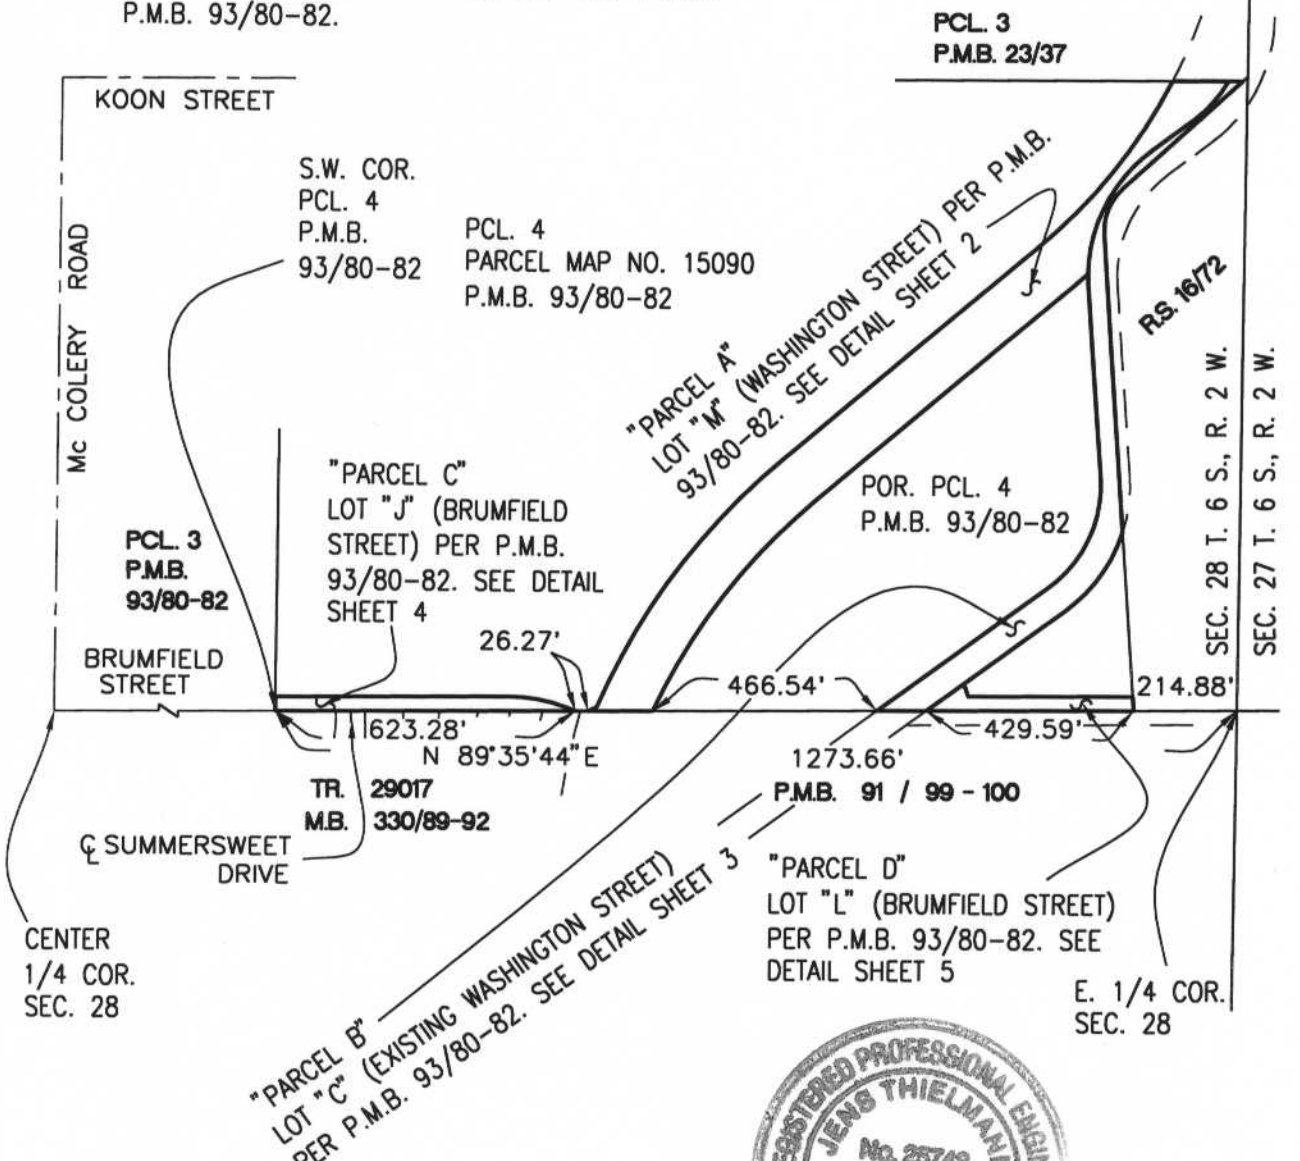 P.M.B. 93/80-82.
PCL. 3
P.M.B. 23/37
KOON STREET
Mc COLERY ROAD
S.W. COR.
PCL. 4
P.M.B.
93/80-82
PCL. 4
PARCEL MAP NO. 15090
P.M.B. 93/80-82
"PARCEL A"
LOT "M" (WASHINGTON STREET) PER P.M.B.
93/80-82. SEE DETAIL SHEET 2
R.S. 16/72
SEC. 28 T. 6 S., R. 2 W.
SEC. 27 T. 6 S., R. 2 W.
"PARCEL C"
LOT "J" (BRUMFIELD
STREET) PER P.M.B.
93/80-82. SEE DETAIL
SHEET 4
POR. PCL. 4
P.M.B. 93/80-82
PCL. 3
P.M.B.
93/80-82
BRUMFIELD
STREET
26.27'
466.54'
214.88'
623.28'
429.59'
N 89°35'44" E
1273.66'
TR. 29017
M.B. 330/89-92
P.M.B. 91 / 99 - 100
℄ SUMMERSWEET
DRIVE
CENTER
1/4 COR.
SEC. 28
"PARCEL B"
LOT "C" (EXISTING WASHINGTON STREET)
PER P.M.B. 93/80-82. SEE DETAIL SHEET 3
"PARCEL D"
LOT "L" (BRUMFIELD STREET)
PER P.M.B. 93/80-82. SEE
DETAIL SHEET 5
E. 1/4 COR.
SEC. 28
REGISTERED PROFESSIONAL
JENS THIELMANN